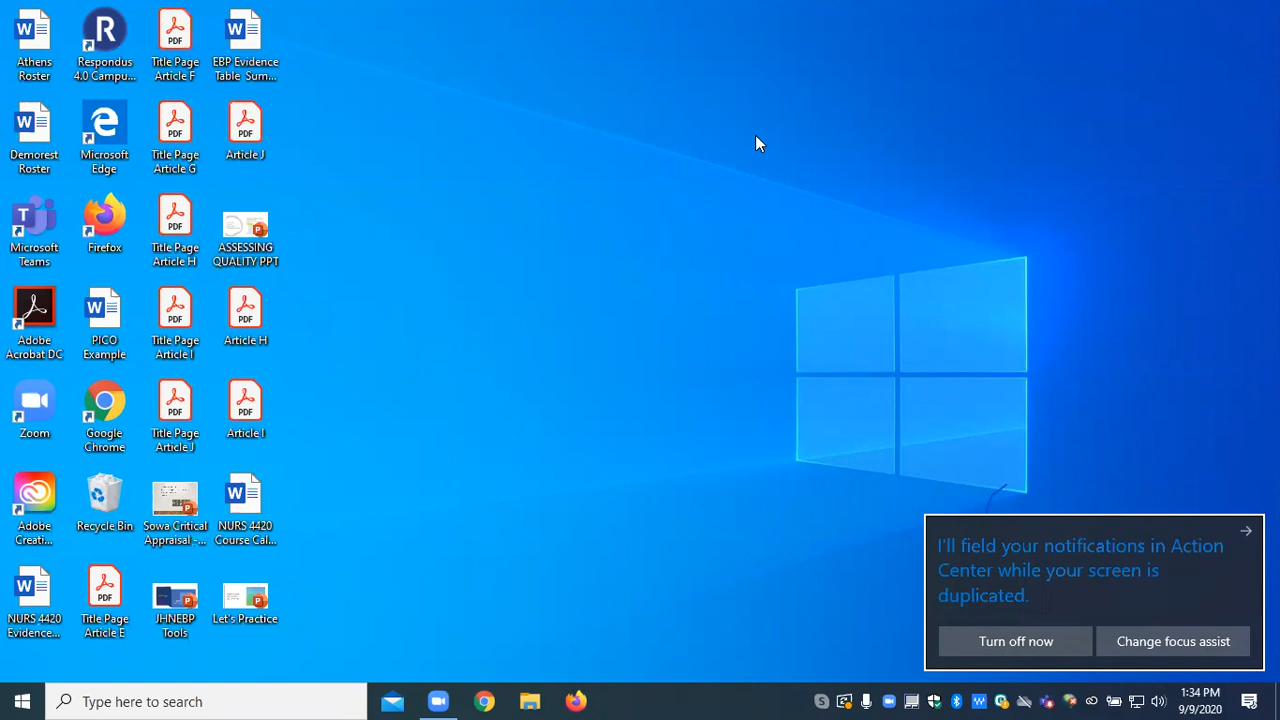 Athens
Roster
Respondus
4.0 Campu...
PDF
Title Page
Article F
EBP Evidence
Table Sum...
Demorest
Roster
Microsoft
Edge
PDF
Title Page
Article G
PDF
Article J
Microsoft
Teams
Firefox
PDF
Title Page
Article H
ASSESSING
QUALITY PPT
Adobe
Acrobat DC
PICO
Example
PDF
Title Page
Article I
PDF
Article H
Zoom
Google
Chrome
PDF
Title Page
Article J
PDF
Article I
Adobe
Creati...
Recycle Bin
Sowa Critical
Appraisal -...
NURS 4420
Course Cal...
NURS 4420
Evidence...
PDF
Title Page
Article E
JHNEBP
Tools
Let's Practice
I'll field your notifications in Action
Center while your screen is
duplicated.
Turn off now
Change focus assist
Type here to search
1:34 PM
9/9/2020